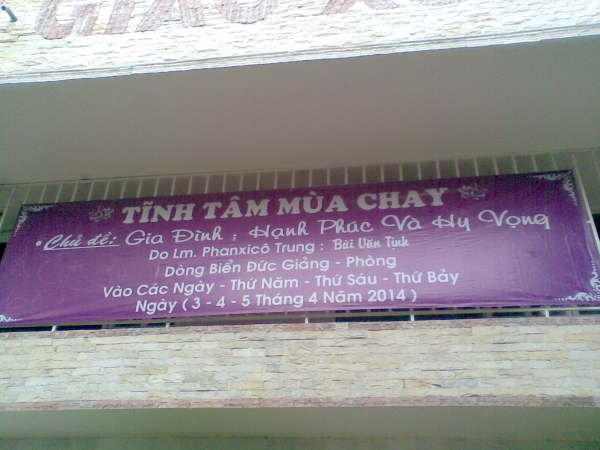 GIÁO X
TĨNH TÂM MÙA CHAY
• Chủ đề: Gia Đình ; Hạnh Phúc Và Hy Vọng
Do Lm. Phanxicô Trung : Bùi Văn Tịnh
Dòng Biển Đức Giảng - Phòng
Vào Các Ngày - Thứ Năm - Thứ Sáu - Thứ Bảy
Ngày ( 3 - 4 - 5 Tháng 4 Năm 2014 )